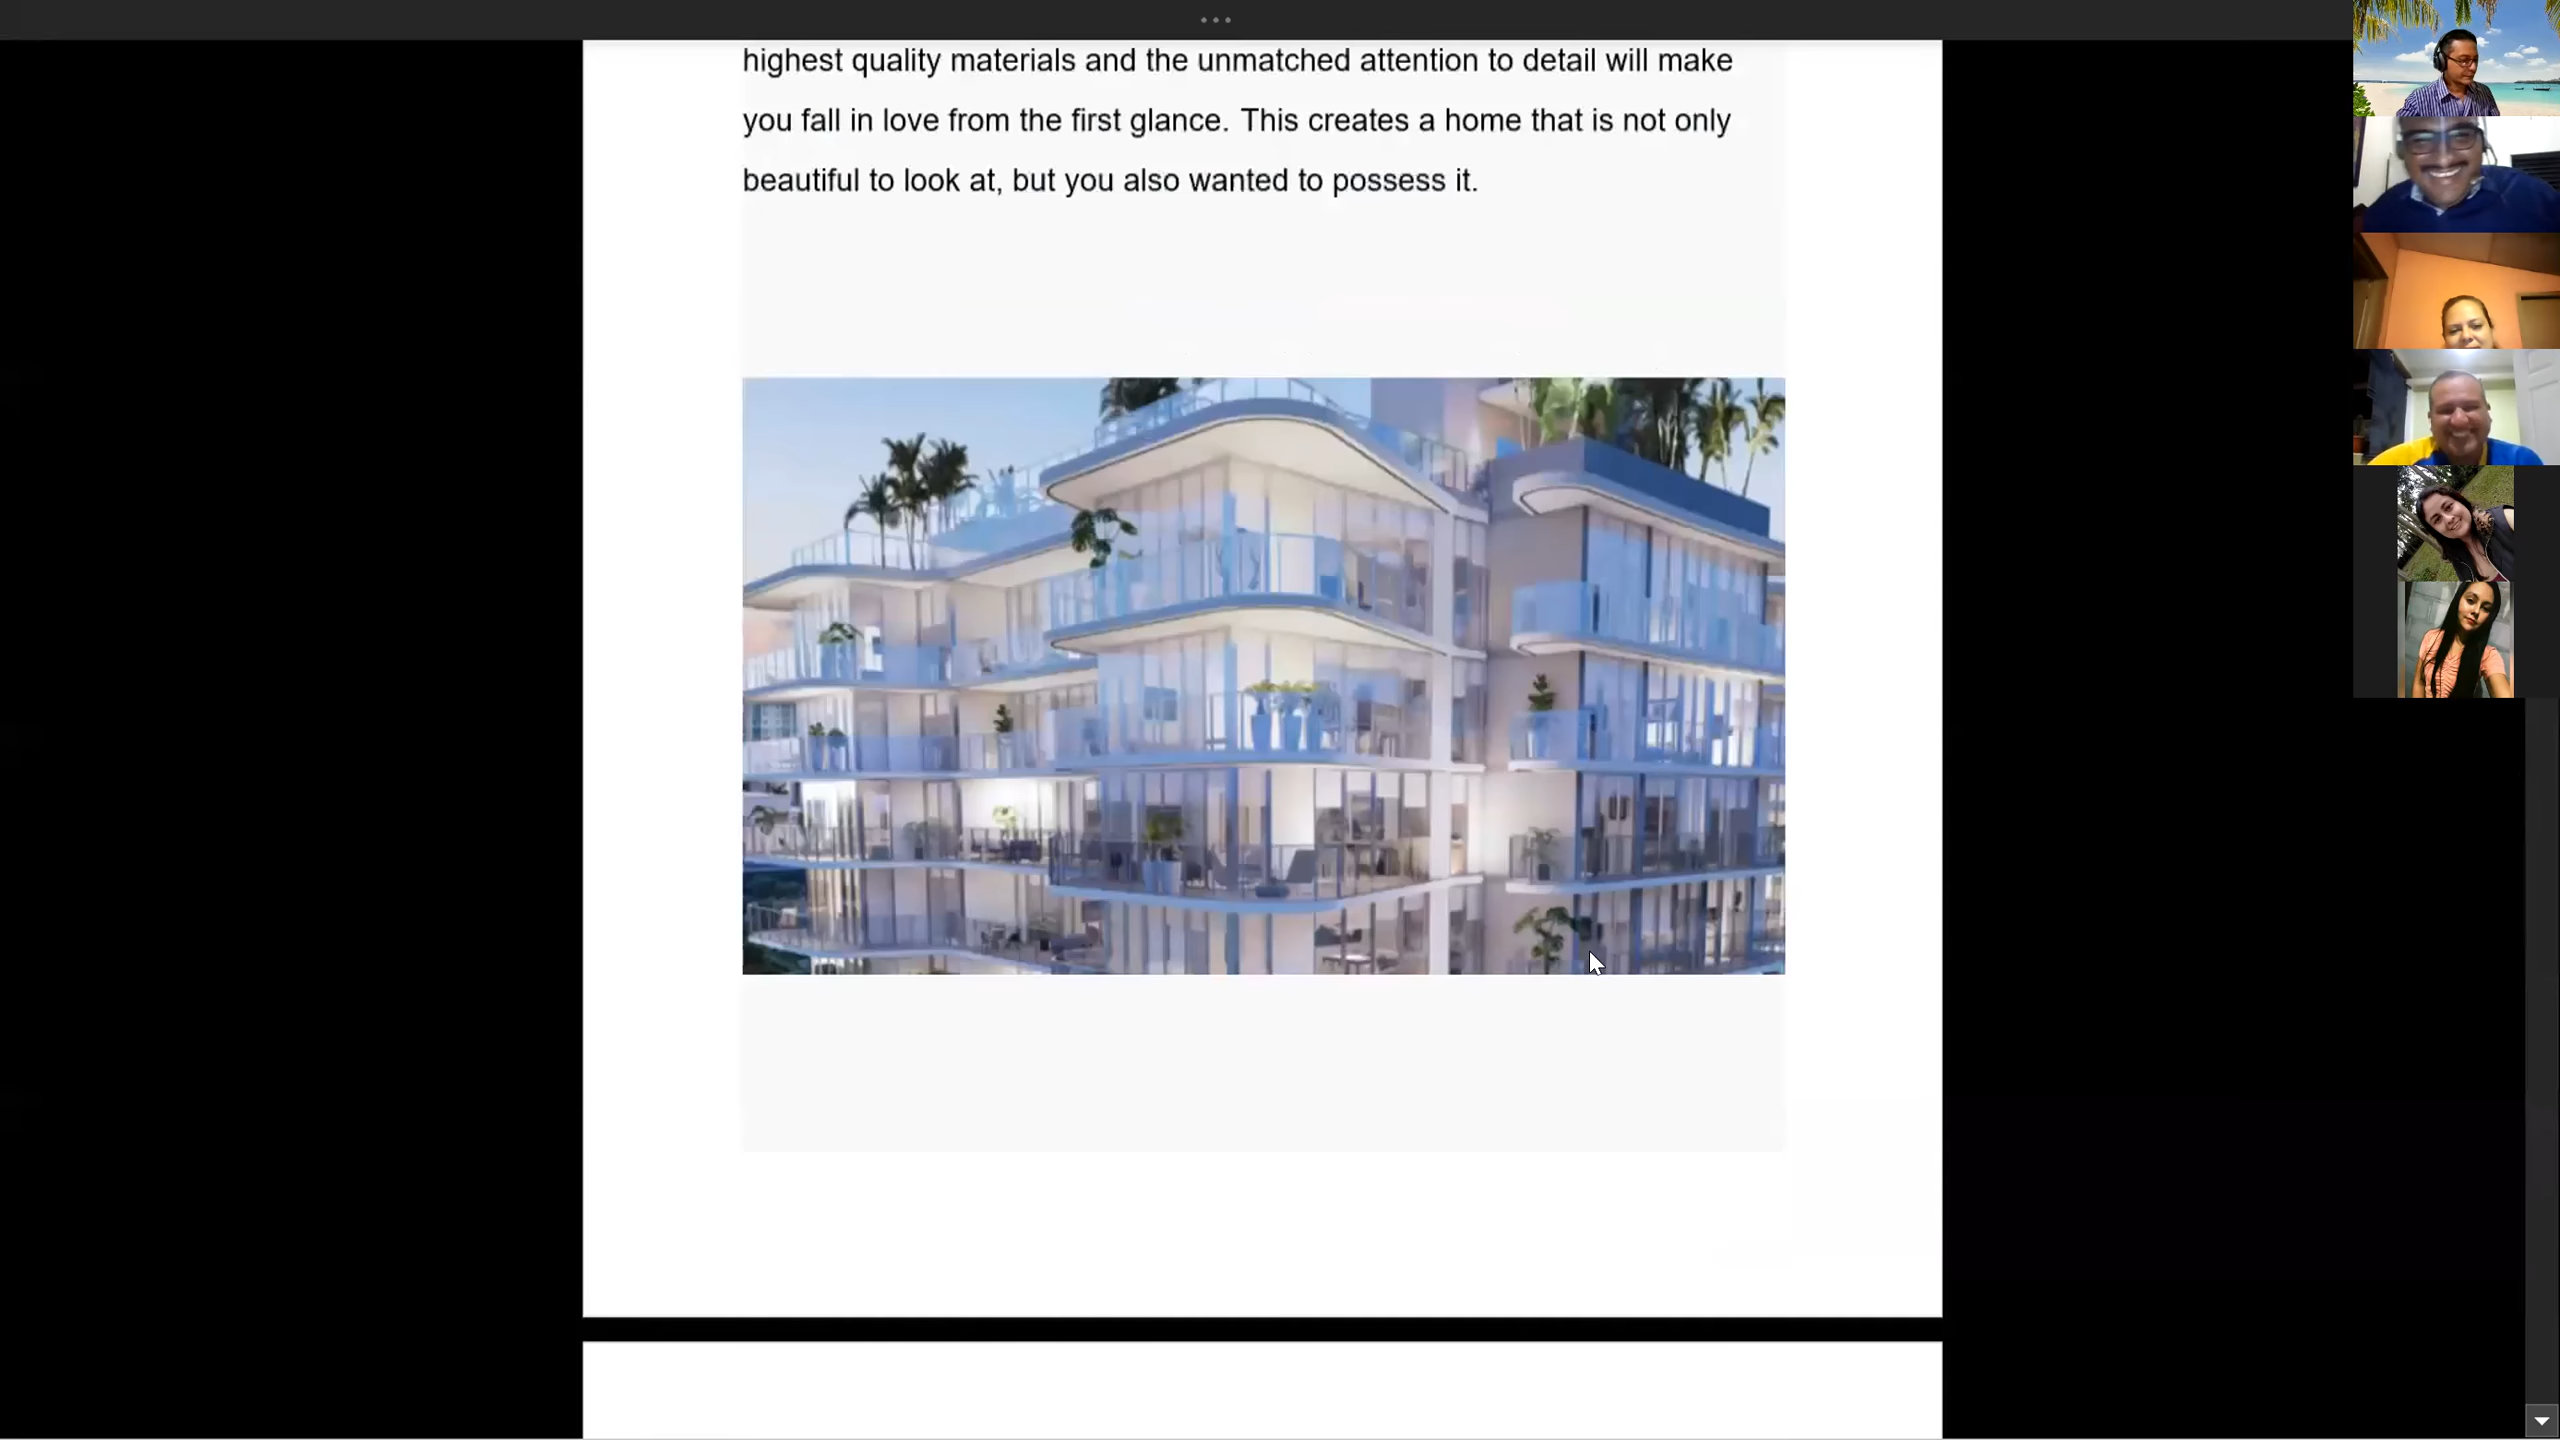 highest quality materials and the unmatched attention to detail will make
you fall in love from the first glance. This creates a home that is not only
beautiful to look at, but you also wanted to possess it.